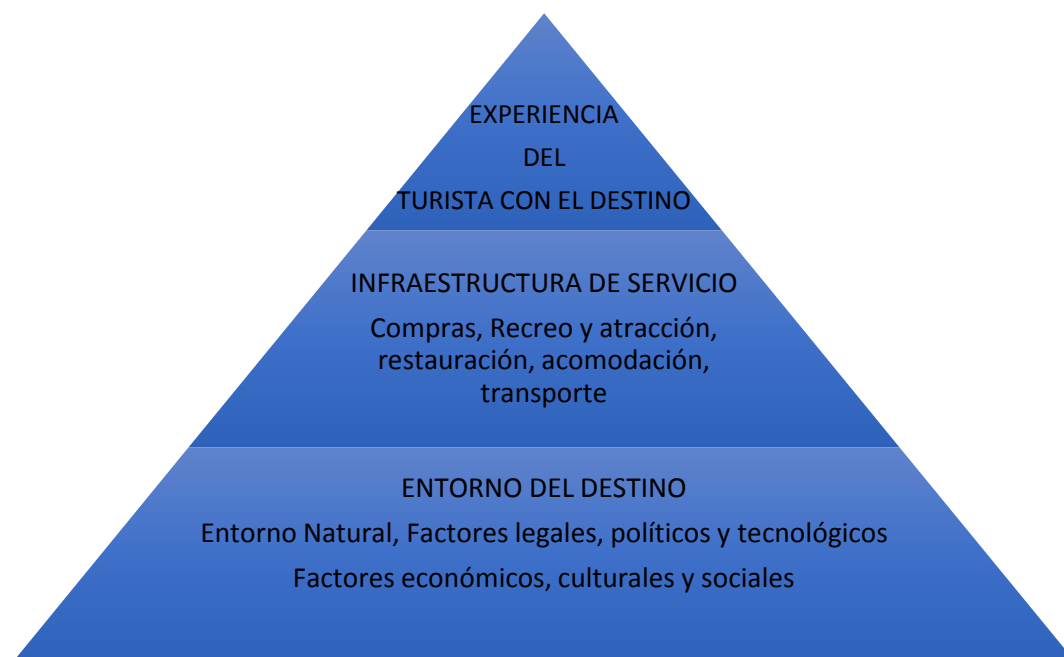 EXPERIENCIA
DEL
TURISTA CON EL DESTINO
INFRAESTRUCTURA DE SERVICIO
Compras, Recreo y atracción,
restauración, acomodación,
transporte
ENTORNO DEL DESTINO
Entorno Natural, Factores legales, políticos y tecnológicos
Factores económicos, culturales y sociales